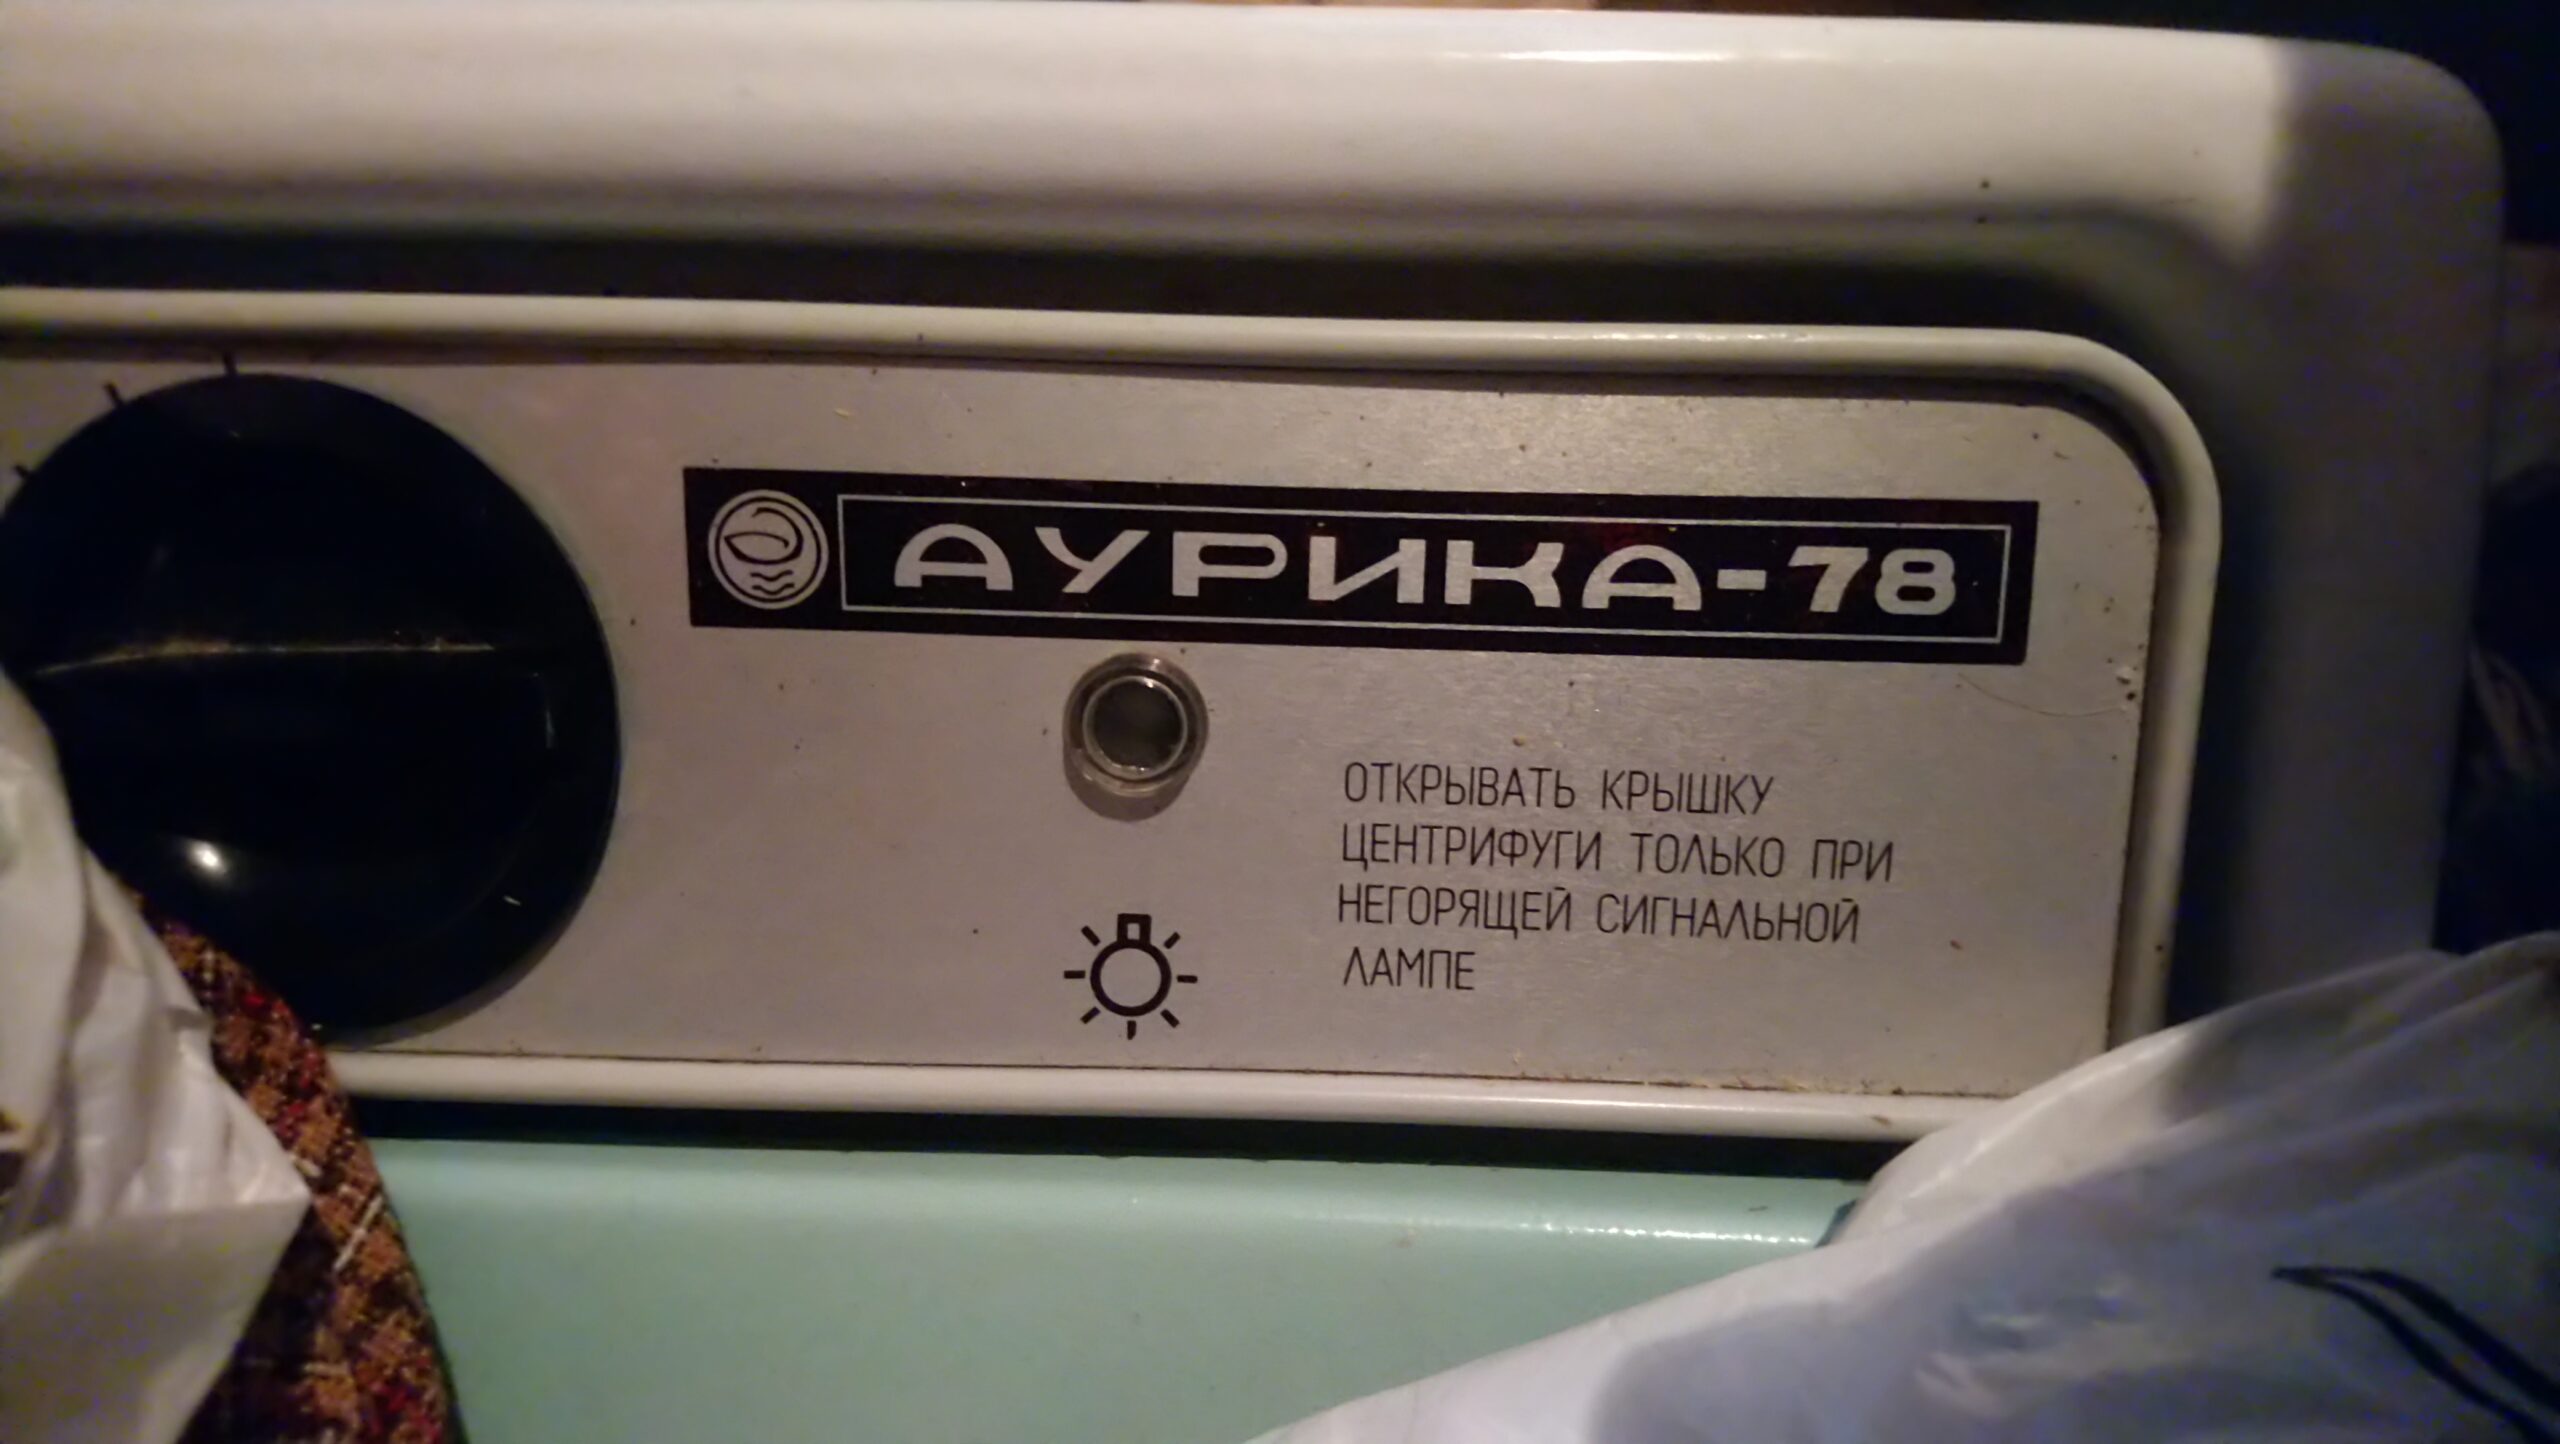 АУРИКА-78
ОТКРЫВАТЬ КРЫШКУ
ЦЕНТРИФУГИ ТОЛЬКО ПРИ
НЕГОРЯЩЕЙ СИГНАЛЬНОЙ
ЛАМПЕ